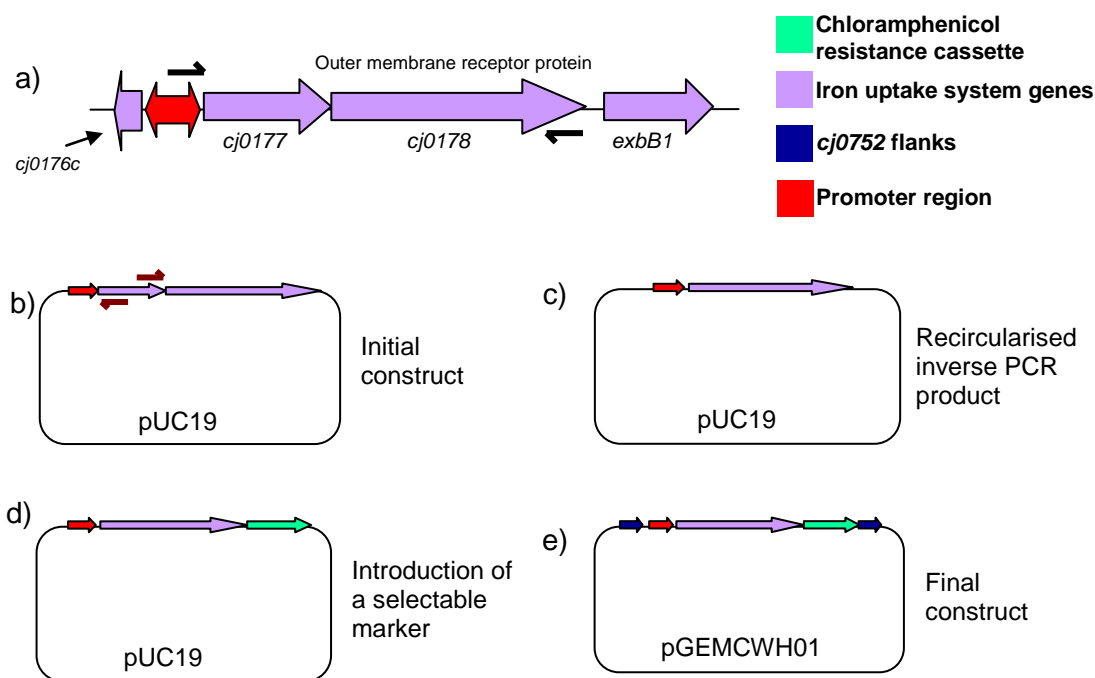 a)
Outer membrane receptor protein
cj0176c
cj0177
cj0178
exbB1
Chloramphenicol
resistance cassette
Iron uptake system genes
cj0752 flanks
Promoter region
b)
Initial
construct
pUC19
c)
Recircularised
inverse PCR
product
pUC19
d)
Introduction of
a selectable
marker
pUC19
e)
Final
construct
pGEMCWH01